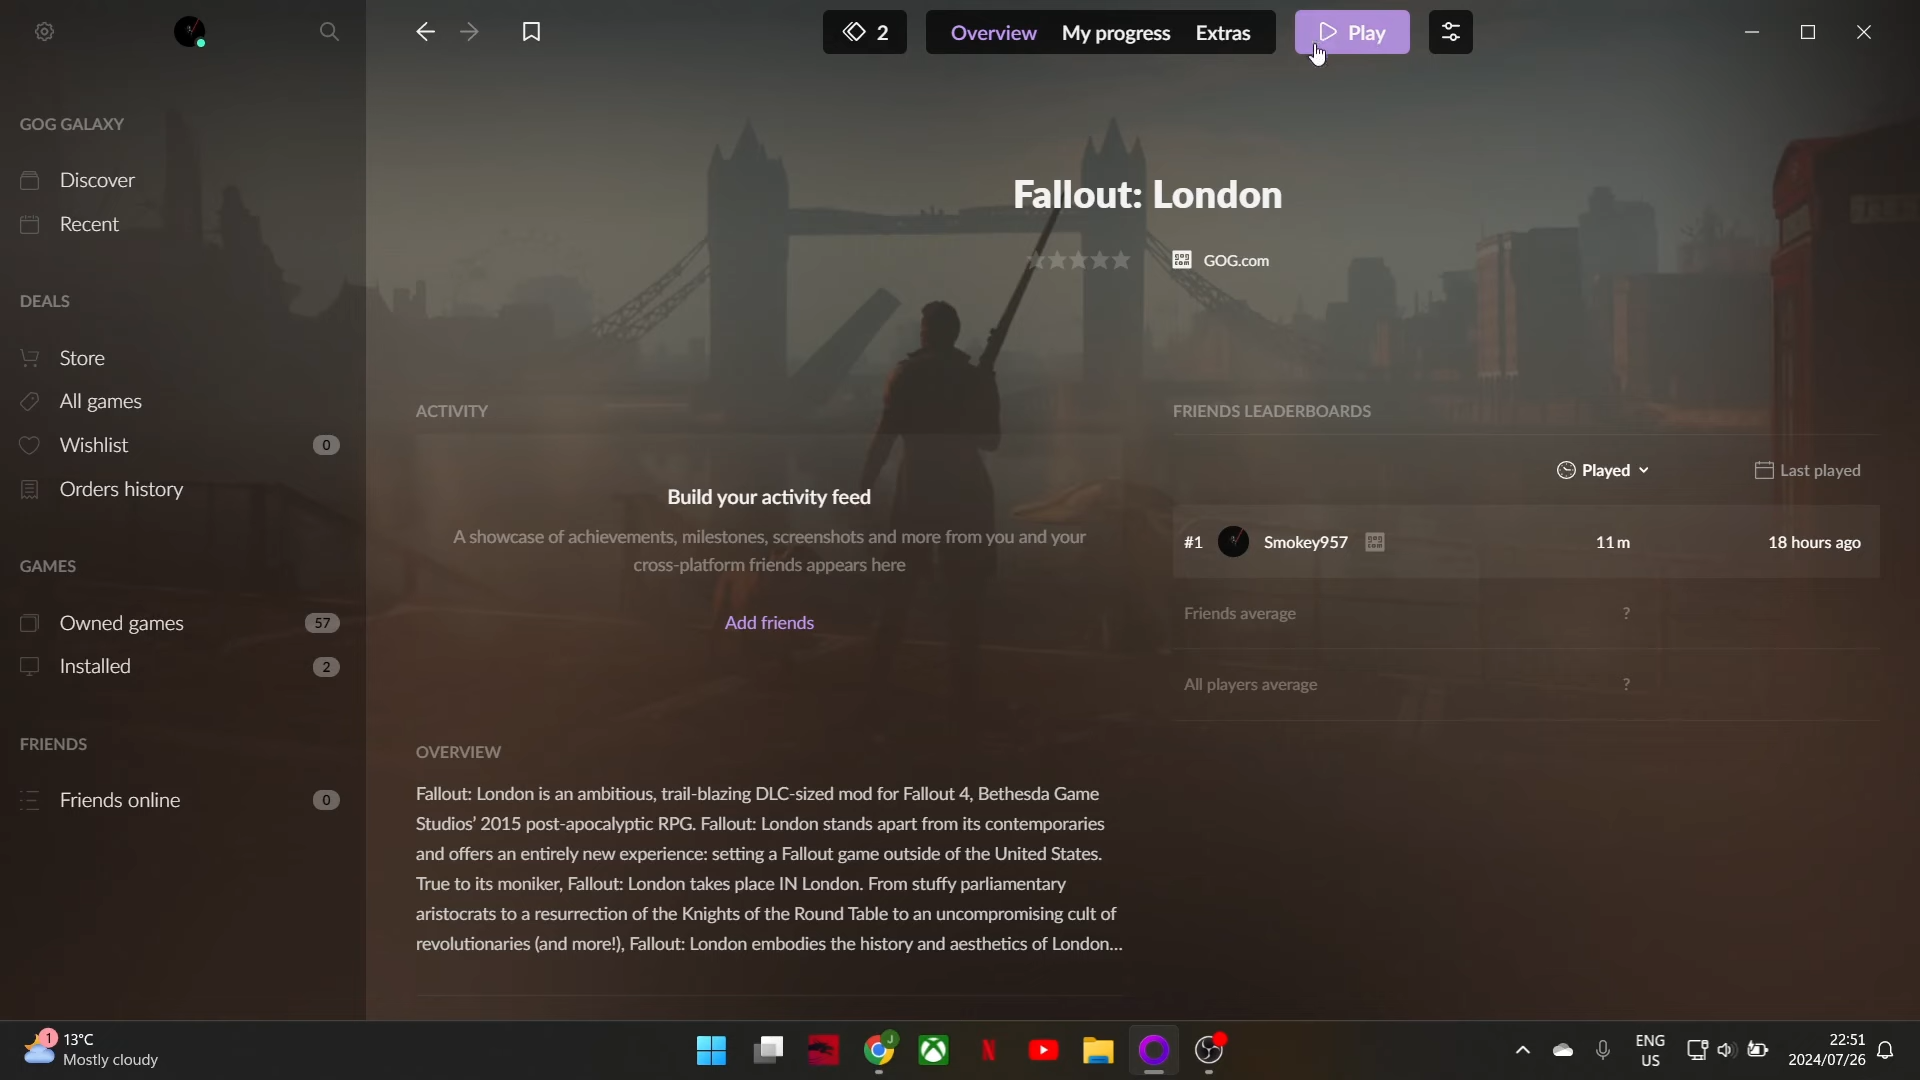 2 Overview My progress Extras Play
GOG GALAXY
Discover
Recent
DEALS
Store
All games
Wishlist 0
Orders history
GAMES
Owned games 57
Installed 2
FRIENDS
Friends online 0
Fallout: London
GOG.com
ACTIVITY
Build your activity feed
A showcase of achievements, milestones, screenshots and more from you and your
cross-platform friends appears here
Add friends
FRIENDS LEADERBOARDS
Played Last played
#1 Smokey957 11 m 18 hours ago
Friends average ?
All players average ?
OVERVIEW
Fallout: London is an ambitious, trail-blazing DLC-sized mod for Fallout 4, Bethesda Game
Studios' 2015 post-apocalyptic RPG. Fallout: London stands apart from its contemporaries
and offers an entirely new experience: setting a Fallout game outside of the United States.
True to its moniker, Fallout: London takes place IN London. From stuffy parliamentary
aristocrats to a resurrection of the Knights of the Round Table to an uncompromising cult of
revolutionaries (and more!), Fallout: London embodies the history and aesthetics of London...
1
13°C
Mostly cloudy
J
N
ENG
US
22:51
2024/07/26